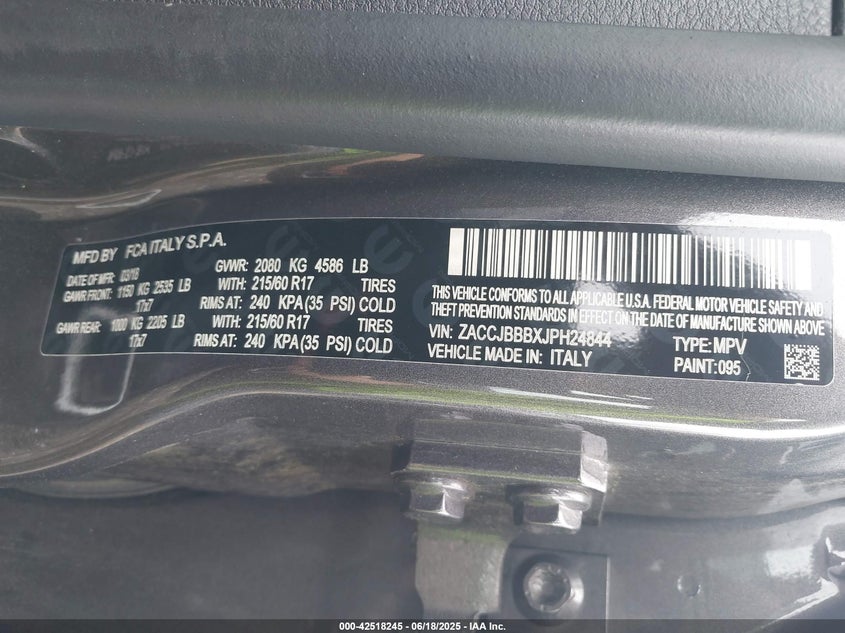 MFD BY FCA ITALY S.P.A.
DATE OF MFR 03/18 GVWR: 2080 KG 4586 LB
GAWR FRONT: 1150 KG 2535 LB WITH: 215/60 R17 TIRES
17x7 RIMS AT: 240 KPA(35 PSI) COLD
GAWR REAR: 1000 KG 2205 LB WITH: 215/60 R17 TIRES
17x7 RIMS AT: 240 KPA(35 PSI) COLD
THIS VEHICLE CONFORMS TO ALL APPLICABLE U.S.A. FEDERAL MOTOR VEHICLE SAFETY AND
THEFT PREVENTION STANDARDS IN EFFECT ON THE DATE OF MANUFACTURE SHOWN ABOVE
VIN: ZACCJBBBXJPH24844 TYPE: MPV
VEHICLE MADE IN: ITALY PAINT: 095
000-42518245 - 06/18/2025 - IAA Inc.